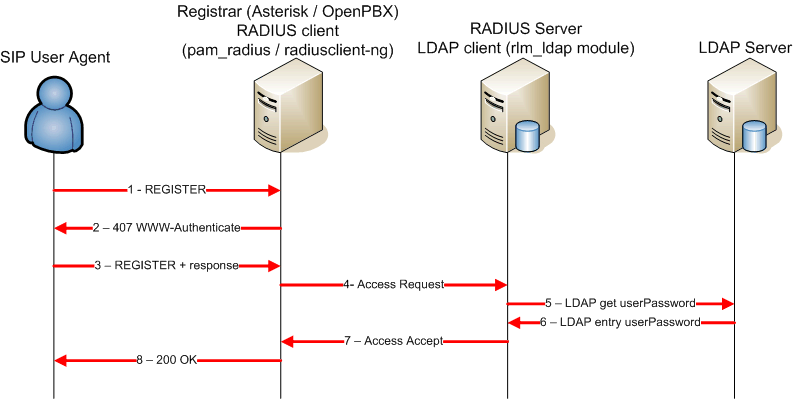 SIP User Agent
Registrar (Asterisk / OpenPBX)
RADIUS client
(pam_radius / radiusclient-ng)
RADIUS Server
LDAP client (rlm_ldap module)
LDAP Server
1 - REGISTER
2 – 407 WWW-Authenticate
3 – REGISTER + response
4- Access Request
5 – LDAP get userPassword
6 – LDAP entry userPassword
7 – Access Accept
8 – 200 OK